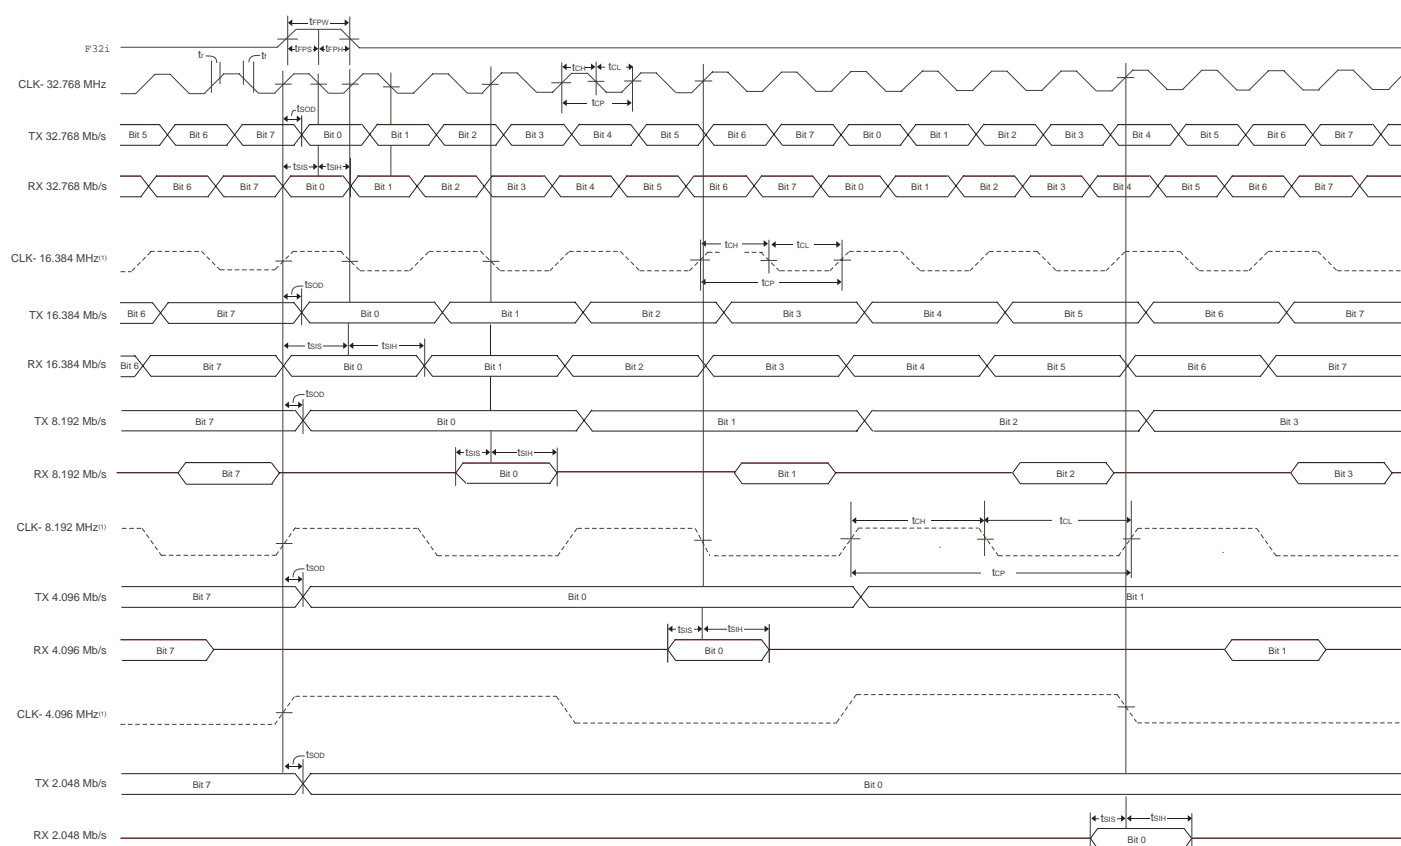 tFPW
F32i
tFPS tFPH
tr tf
tCH tCL
CLK- 32.768 MHz
tCP
tSOD
TX 32.768 Mb/s Bit 5 Bit 6 Bit 7 Bit 0 Bit 1 Bit 2 Bit 3 Bit 4 Bit 5 Bit 6 Bit 7 Bit 0 Bit 1 Bit 2 Bit 3 Bit 4 Bit 5 Bit 6 Bit 7
tSIS tSIH
RX 32.768 Mb/s Bit 6 Bit 7 Bit 0 Bit 1 Bit 2 Bit 3 Bit 4 Bit 5 Bit 6 Bit 7 Bit 0 Bit 1 Bit 2 Bit 3 Bit 4 Bit 5 Bit 6 Bit 7
tCH tCL
CLK- 16.384 MHz(1)
tCP
tSOD
TX 16.384 Mb/s Bit 6 Bit 7 Bit 0 Bit 1 Bit 2 Bit 3 Bit 4 Bit 5 Bit 6 Bit 7
tSIS tSIH
RX 16.384 Mb/s Bit 6 Bit 7 Bit 0 Bit 1 Bit 2 Bit 3 Bit 4 Bit 5 Bit 6 Bit 7
tSOD
TX 8.192 Mb/s Bit 7 Bit 0 Bit 1 Bit 2 Bit 3
tSIS tSIH
RX 8.192 Mb/s Bit 7 Bit 0 Bit 1 Bit 2 Bit 3
tCH tCL
CLK- 8.192 MHz(1)
tCP
tSOD
TX 4.096 Mb/s Bit 7 Bit 0 Bit 1
tSIS tSIH
RX 4.096 Mb/s Bit 7 Bit 0 Bit 1
CLK- 4.096 MHz(1)
tSOD
TX 2.048 Mb/s Bit 7 Bit 0
tSIS tSIH
RX 2.048 Mb/s Bit 0